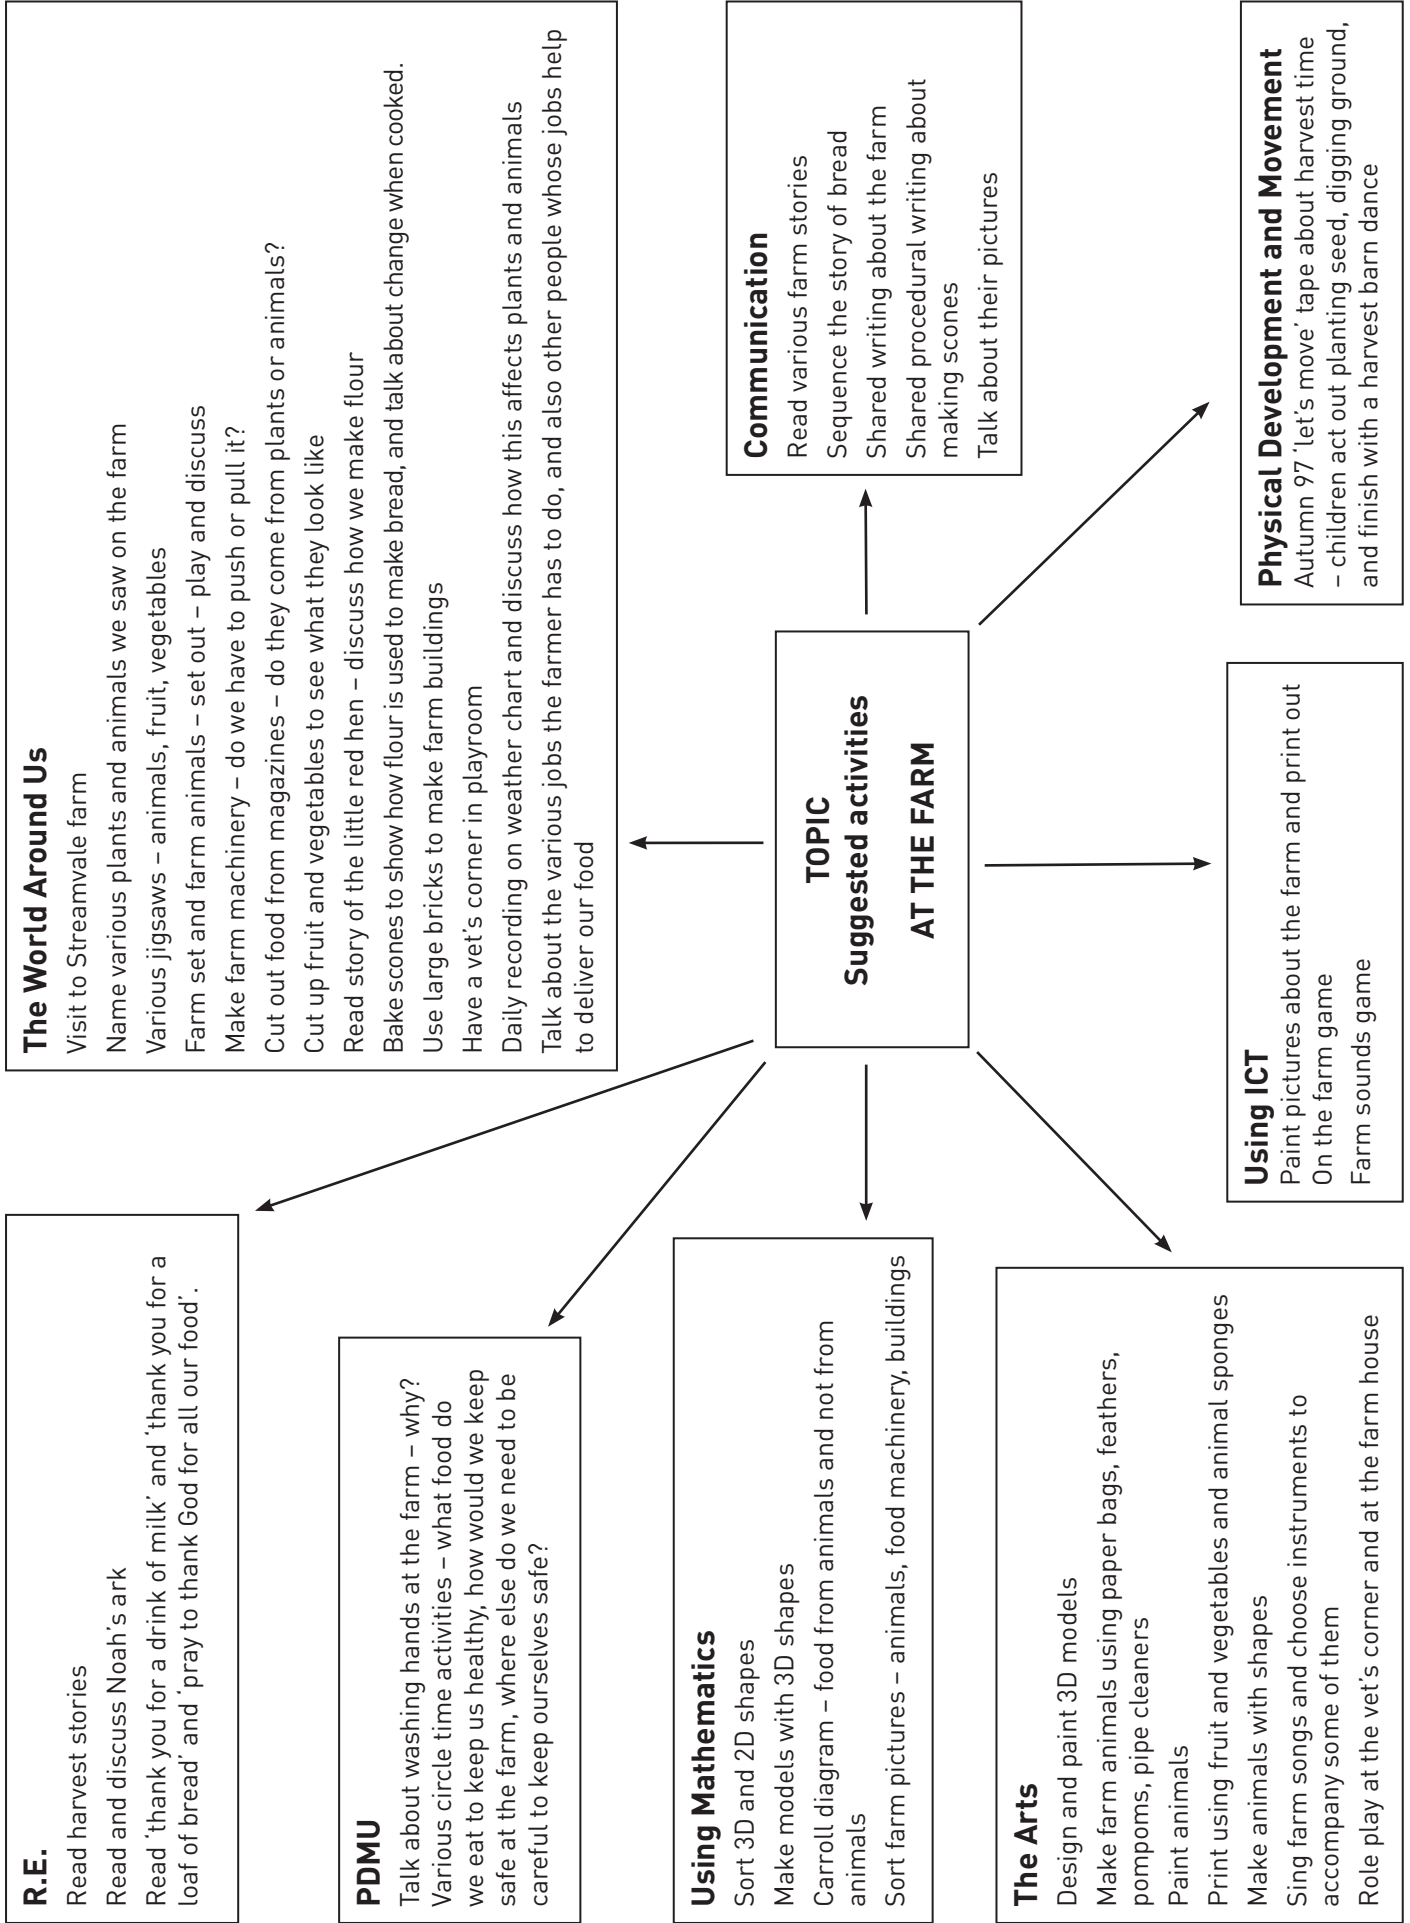 R.E.
Read harvest stories
Read and discuss Noah’s ark
Read ‘thank you for a drink of milk’ and ‘thank you for a
loaf of bread’ and ‘pray to thank God for all our food’.
The World Around Us
Visit to Streamvale farm
Name various plants and animals we saw on the farm
Various jigsaws – animals, fruit, vegetables
Farm set and farm animals – set out – play and discuss
Make farm machinery – do we have to push or pull it?
Cut out food from magazines – do they come from plants or animals?
Cut up fruit and vegetables to see what they look like
Read story of the little red hen – discuss how we make flour
Bake scones to show how flour is used to make bread, and talk about change when cooked.
Use large bricks to make farm buildings
Have a vet’s corner in playroom
Daily recording on weather chart and discuss how this affects plants and animals
Talk about the various jobs the farmer has to do, and also other people whose jobs help
to deliver our food
PDMU
Talk about washing hands at the farm – why?
Various circle time activities – what food do
we eat to keep us healthy, how would we keep
safe at the farm, where else do we need to be
careful to keep ourselves safe?
Using Mathematics
Sort 3D and 2D shapes
Make models with 3D shapes
Carroll diagram – food from animals and not from
animals
Sort farm pictures – animals, food machinery, buildings
TOPIC
Suggested activities
AT THE FARM
Communication
Read various farm stories
Sequence the story of bread
Shared writing about the farm
Shared procedural writing about
making scones
Talk about their pictures
The Arts
Design and paint 3D models
Make farm animals using paper bags, feathers,
pompoms, pipe cleaners
Paint animals
Print using fruit and vegetables and animal sponges
Make animals with shapes
Sing farm songs and choose instruments to
accompany some of them
Role play at the vet’s corner and at the farm house
Using ICT
Paint pictures about the farm and print out
On the farm game
Farm sounds game
Physical Development and Movement
Autumn 97 ‘let’s move’ tape about harvest time
– children act out planting seed, digging ground,
and finish with a harvest barn dance